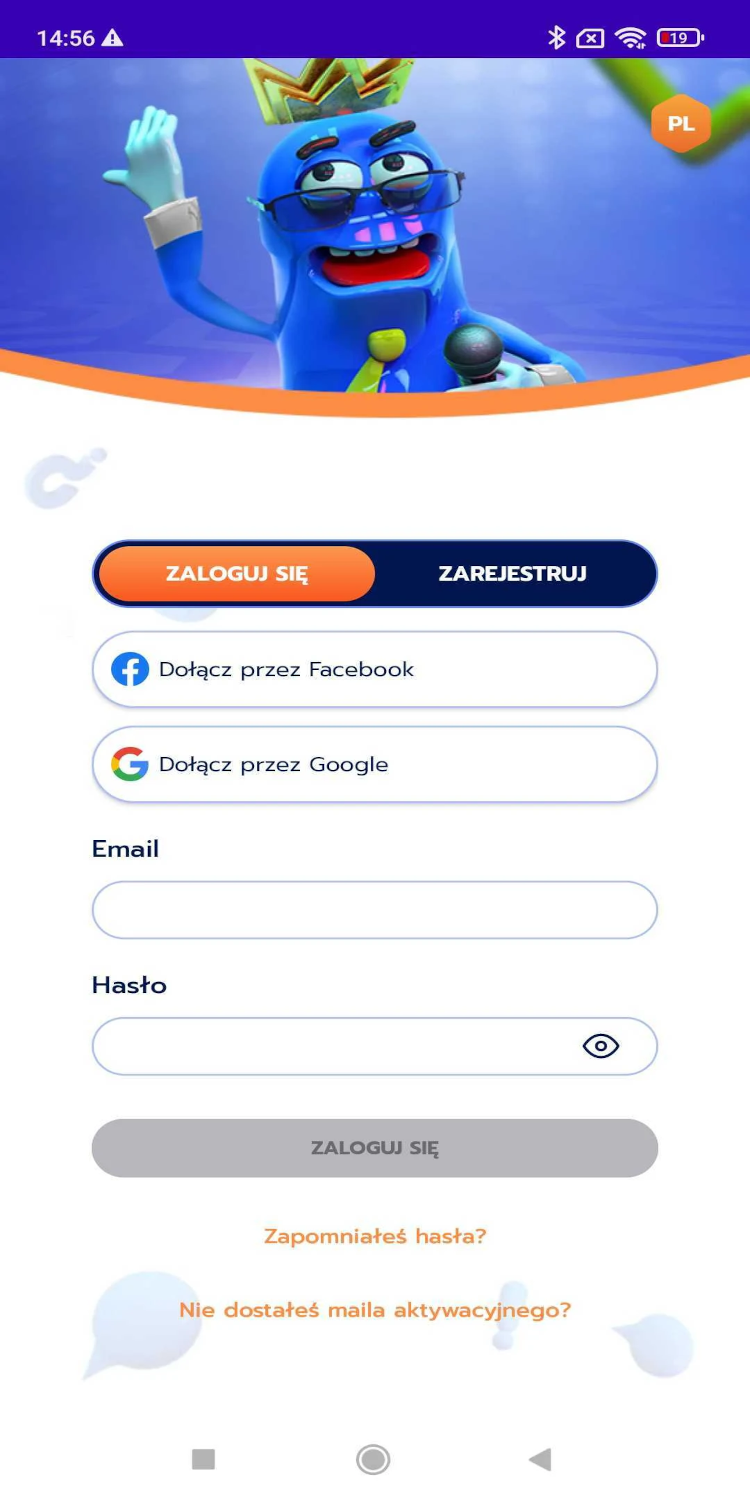 14:56
19
PL
ZALOGUJ SIĘ ZAREJESTRUJ
Dołącz przez Facebook
Dołącz przez Google
Email
Hasło
ZALOGUJ SIĘ
Zapomniałeś hasła?
Nie dostałeś maila aktywacyjnego?